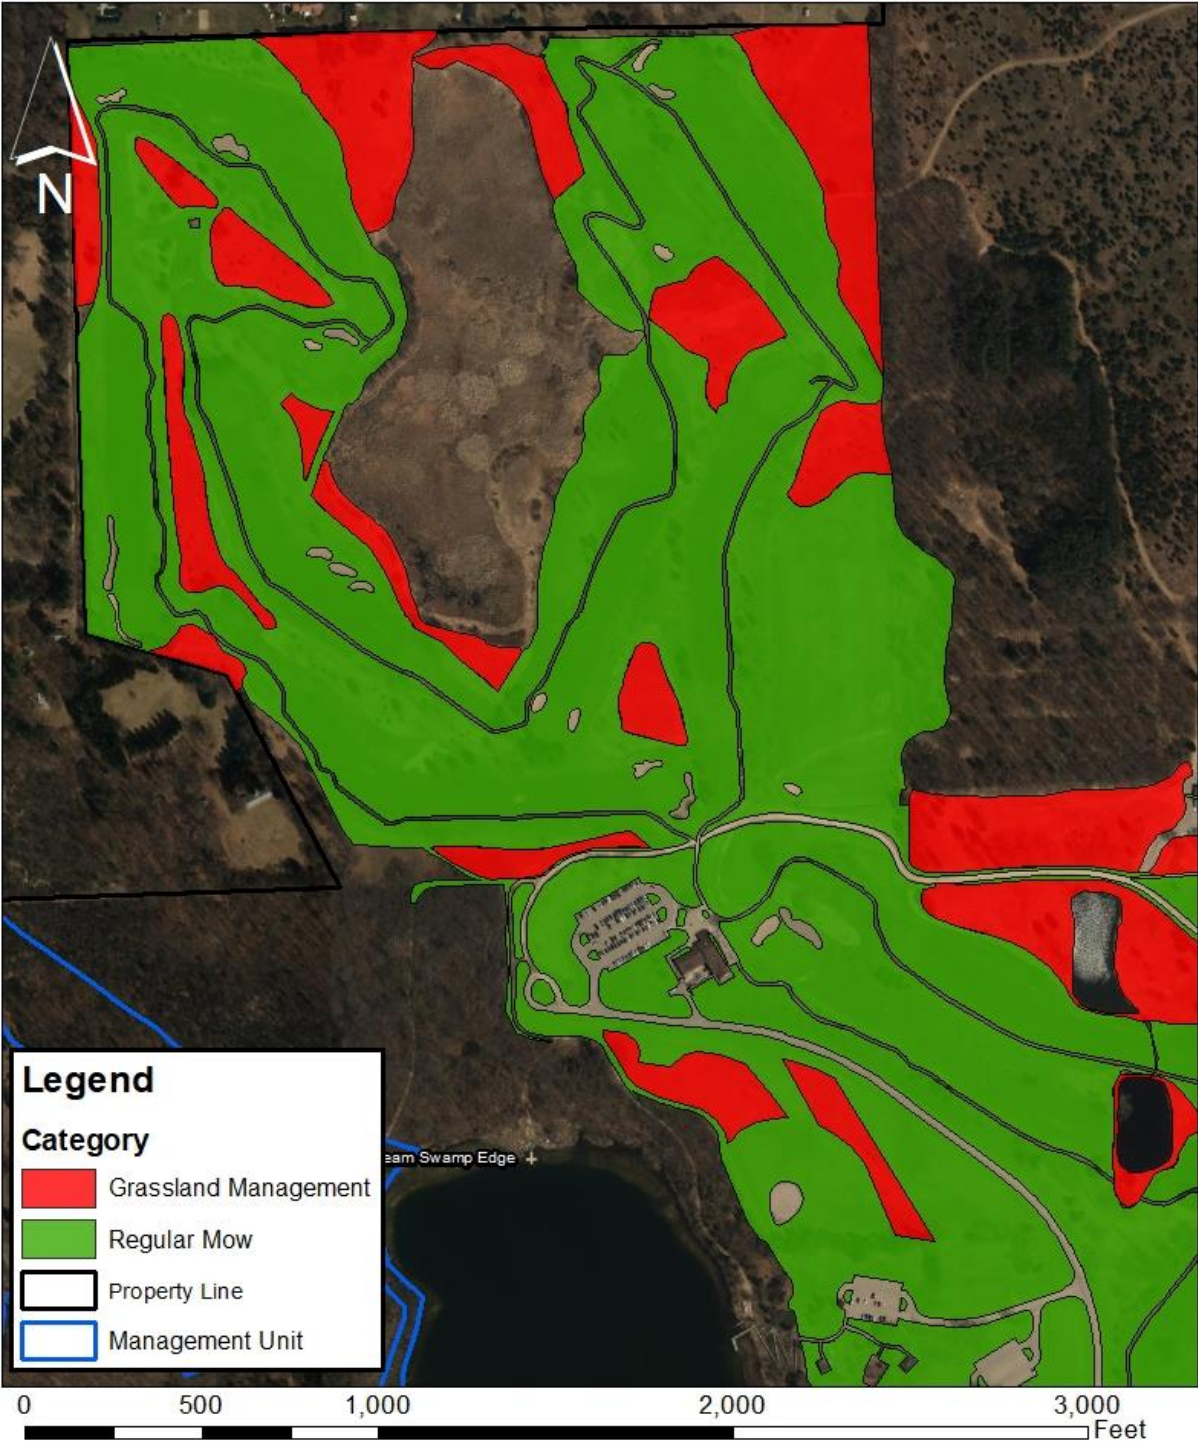 N
eam Swamp Edge
Legend
Category
Grassland Management
Regular Mow
Property Line
Management Unit
0 500 1,000 2,000 3,000
Feet